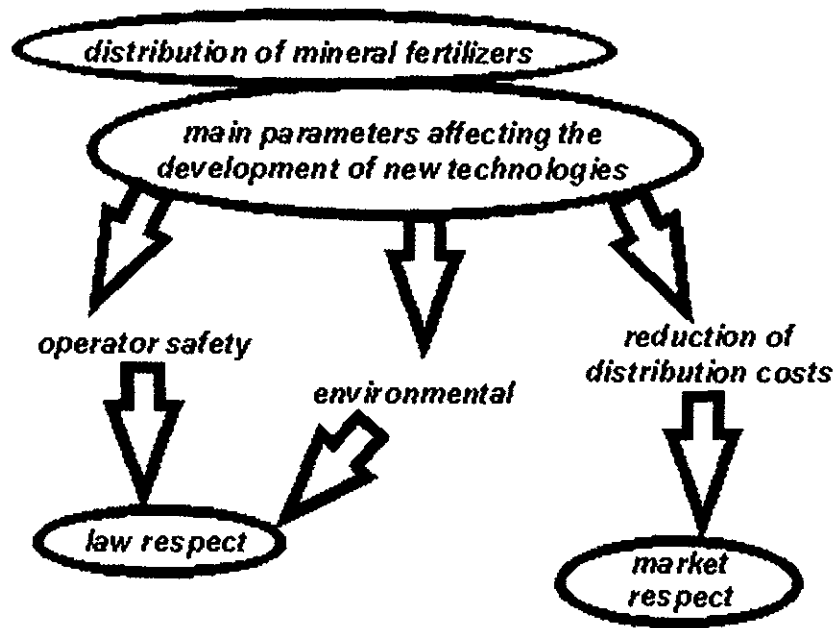 distribution of mineral fertilizers
main parameters affecting the
development of new technologies
operator safety
reduction of
distribution costs
environmental
law respect
market
respect